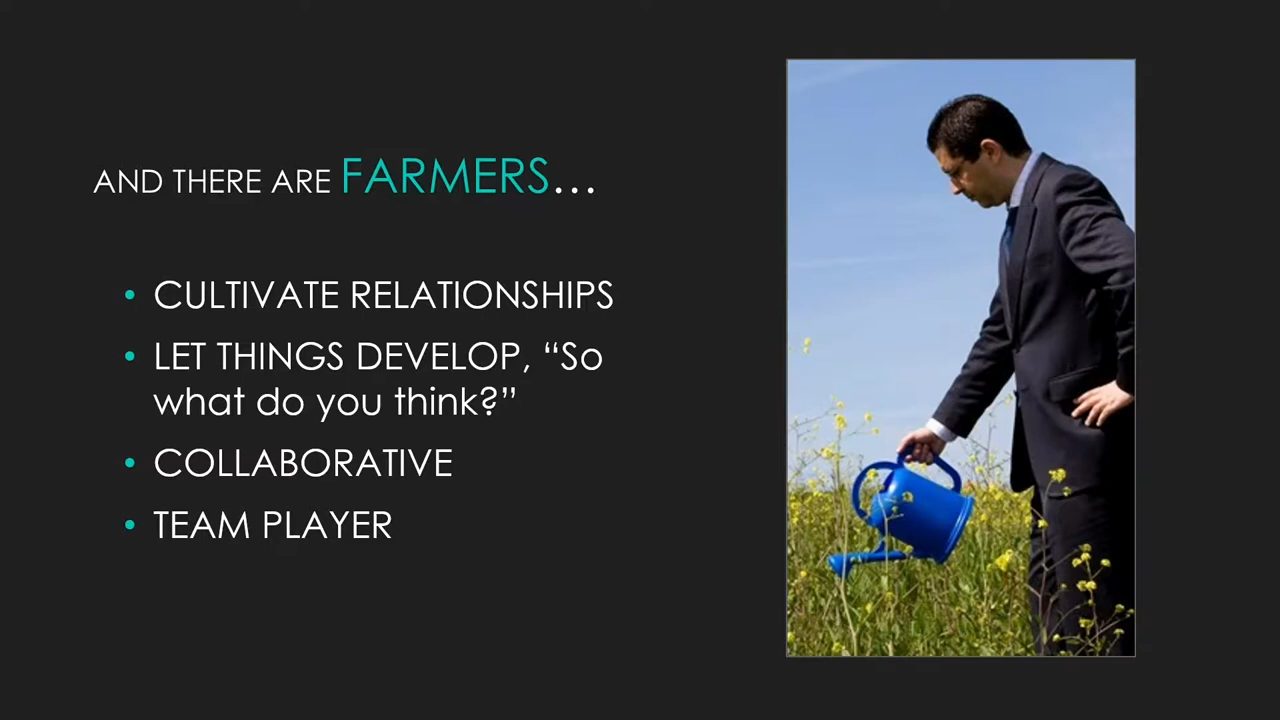 AND THERE ARE FARMERS...
• CULTIVATE RELATIONSHIPS
• LET THINGS DEVELOP, “So
what do you think?”
• COLLABORATIVE
• TEAM PLAYER